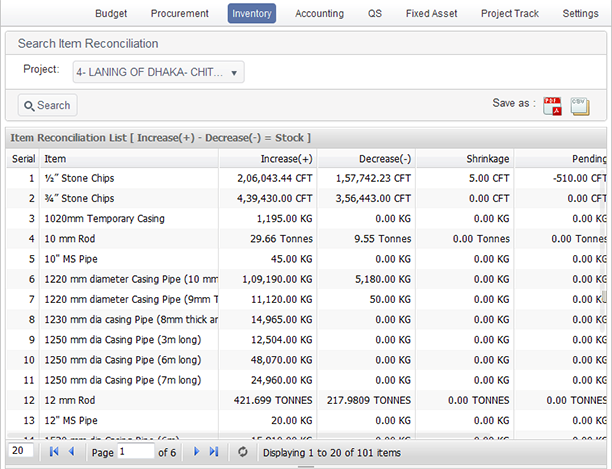 Budget Procurement Inventory Accounting QS Fixed Asset Project Track Settings
Search Item Reconciliation
Project: 4- LANING OF DHAKA- CHIT...
Search Save as : PDF CSV
Item Reconciliation List [ Increase(+) - Decrease(-) = Stock ]
Serial Item Increase(+) Decrease(-) Shrinkage Pending
1 ½” Stone Chips 2,06,043.44 CFT 1,57,742.23 CFT 5.00 CFT -510.00 CFT
2 ¾” Stone Chips 4,39,430.00 CFT 3,56,443.00 CFT 0.00 CFT 0.00 CFT
3 1020mm Temporary Casing 1,195.00 KG 0.00 KG 0.00 KG 0.00 KG
4 10 mm Rod 29.66 Tonnes 9.55 Tonnes 0.00 Tonnes 0.00 Tonnes
5 10" MS Pipe 45.00 KG 0.00 KG 0.00 KG 0.00 KG
6 1220 mm diameter Casing Pipe (10 mm 1,09,190.00 KG 5,180.00 KG 0.00 KG 0.00 KG
7 1220 mm diameter Casing Pipe (9mm T 11,120.00 KG 50.00 KG 0.00 KG 0.00 KG
8 1230 mm dia casing Pipe (8mm thick an 14,965.00 KG 0.00 KG 0.00 KG 0.00 KG
9 1250 mm dia Casing Pipe (3m long) 12,504.00 KG 0.00 KG 0.00 KG 0.00 KG
10 1250 mm dia Casing Pipe (6m long) 48,070.00 KG 0.00 KG 0.00 KG 0.00 KG
11 1250 mm dia Casing Pipe (7m long) 24,960.00 KG 0.00 KG 0.00 KG 0.00 KG
12 12 mm Rod 421.699 TONNES 217.9809 TONNES 0.00 TONNES 0.00 TONNES
13 12" MS Pipe 20.00 KG 0.00 KG 0.00 KG 0.00 KG
20 Page 1 of 6 Displaying 1 to 20 of 101 items